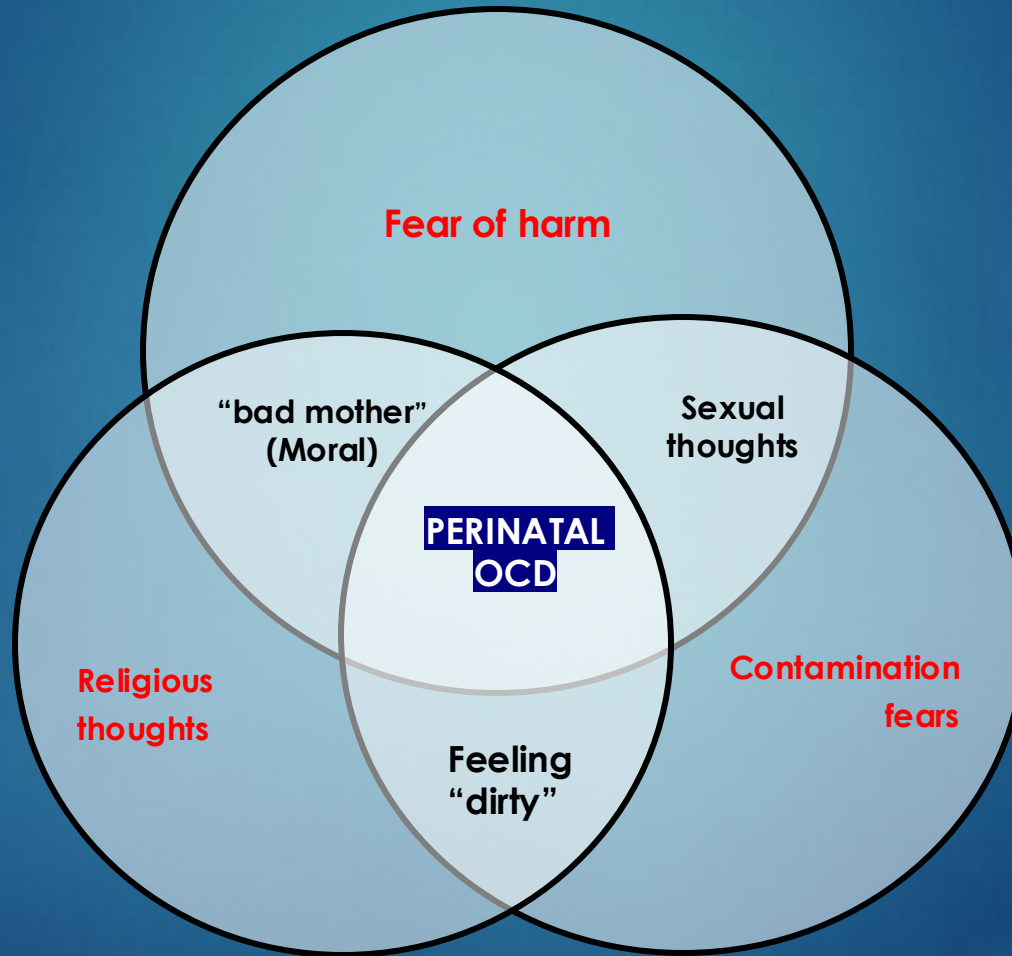 Fear of harm
“bad mother”
(Moral)
Sexual
thoughts
PERINATAL
OCD
Religious
thoughts
Contamination
fears
Feeling
“dirty”